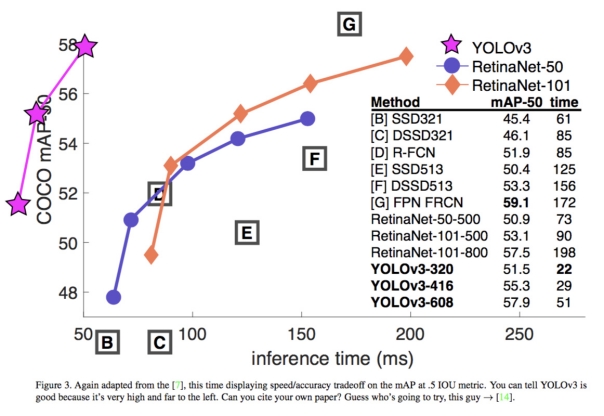 G
58
YOLOv3
RetinaNet-50
RetinaNet-101
56
Method mAP-50 time
[B] SSD321 45.4 61
[C] DSSD321 46.1 85
[D] R-FCN 51.9 85
[E] SSD513 50.4 125
[F] DSSD513 53.3 156
[G] FPN FRCN 59.1 172
RetinaNet-50-500 50.9 73
RetinaNet-101-500 53.1 90
RetinaNet-101-800 57.5 198
YOLOv3-320 51.5 22
YOLOv3-416 55.3 29
YOLOv3-608 57.9 51
COCO mAP-50
54
F
52
D
E
50
48
50 100 150 200 250
B C
inference time (ms)
Figure 3. Again adapted from the [7], this time displaying speed/accuracy tradeoff on the mAP at .5 IOU metric. You can tell YOLOv3 is
good because it's very high and far to the left. Can you cite your own paper? Guess who's going to try, this guy → [14].